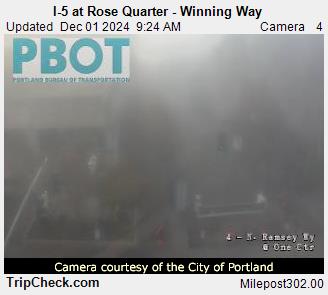 I-5 at Rose Quarter - Winning Way
Updated Dec 01 2024 9:24 AM Camera 4
PBOT
PORTLAND BUREAU OF TRANSPORTATION
4 - N. Ramsey Wy
@ One Ctr
Camera courtesy of the City of Portland
TripCheck.com Milepost302.00